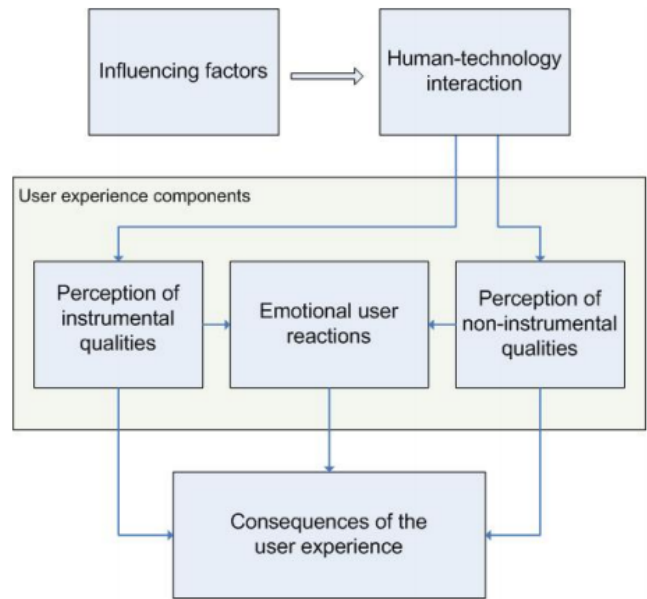 Influencing factors
Human-technology
interaction
User experience components
Perception of
instrumental
qualities
Emotional user
reactions
Perception of
non-instrumental
qualities
Consequences of the
user experience